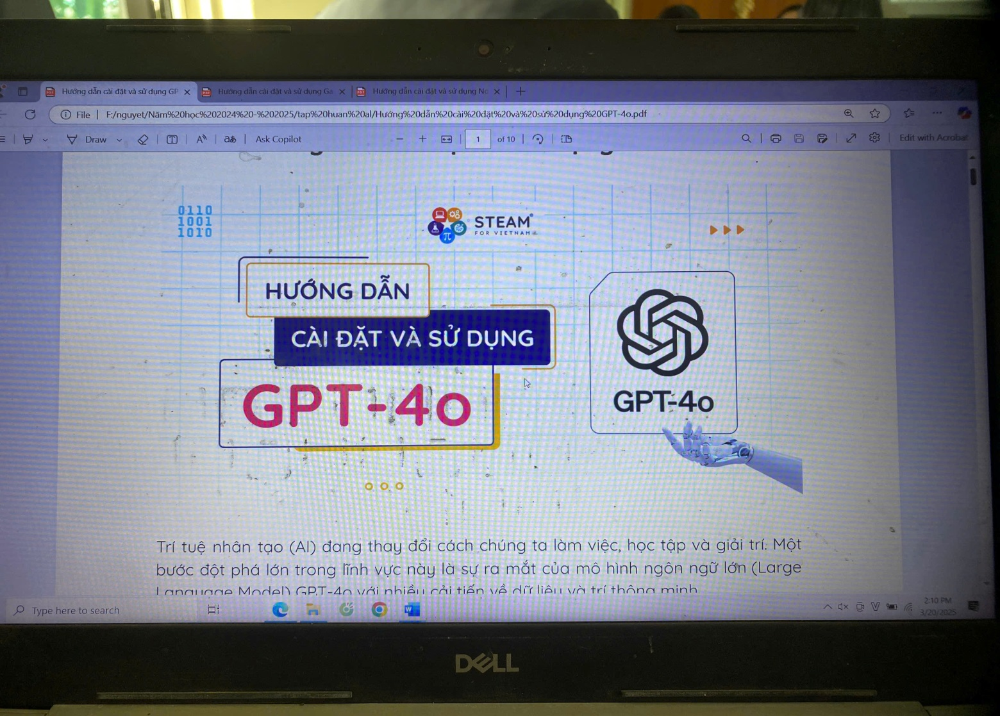 Hướng dẫn cài đặt và sử dụng GP
Hướng dẫn cài đặt và sử dụng Ga
Hướng dẫn cài đặt và sử dụng No
File | F:/nguyet/Năm%20học%202024%20-%202025/tap%20huan%20aI/Hướng%20dẫn%20cài%20đặt%20và%20sử%20dụng%20GPT-4o.pdf
Draw
Ask Copilot
1 of 10
Edit with Acrobat
0110
1001
1010
STEAM
FOR VIETNAM
HƯỚNG DẪN
CÀI ĐẶT VÀ SỬ DỤNG
GPT-4o
GPT-4o
Trí tuệ nhân tạo (AI) đang thay đổi cách chúng ta làm việc, học tập và giải trí. Một
bước đột phá lớn trong lĩnh vực này là sự ra mắt của mô hình ngôn ngữ lớn (Large
Language Model) GPT-4o với nhiều cải tiến về dữ liệu và trí thông minh
Type here to search
2:10 PM
3/20/2025
DELL